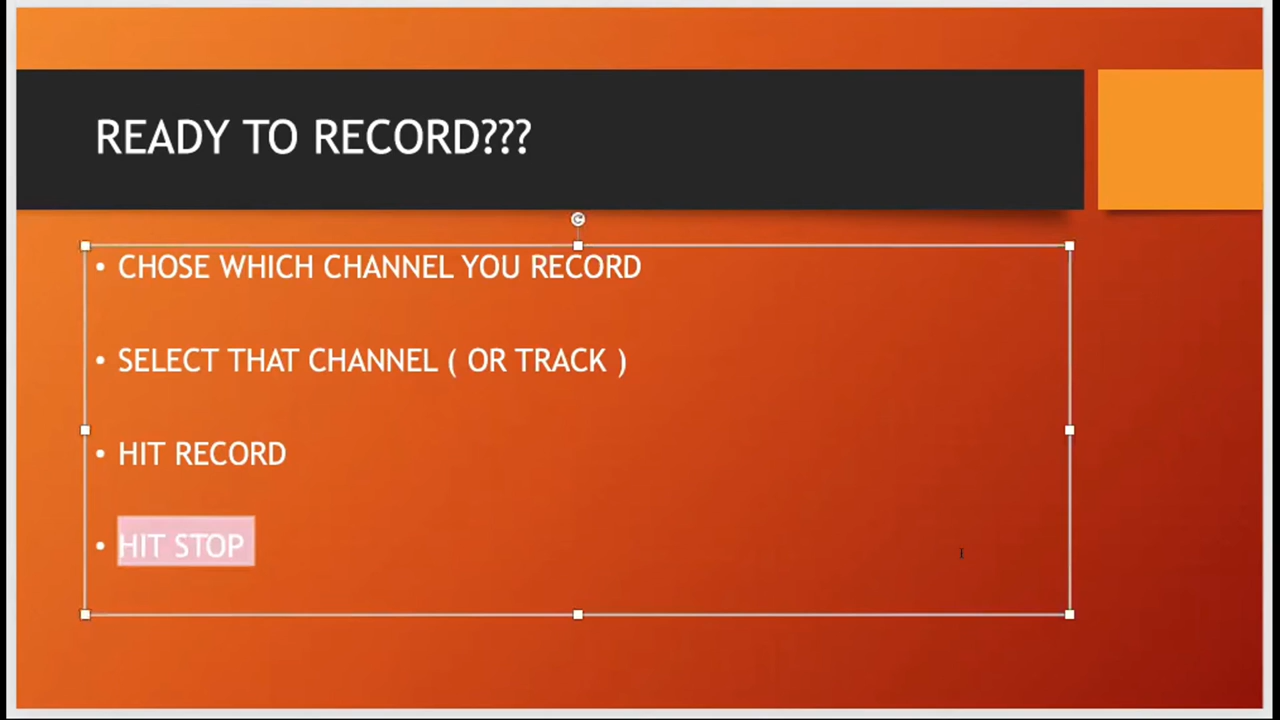 READY TO RECORD???
• CHOSE WHICH CHANNEL YOU RECORD
• SELECT THAT CHANNEL ( OR TRACK )
• HIT RECORD
• HIT STOP